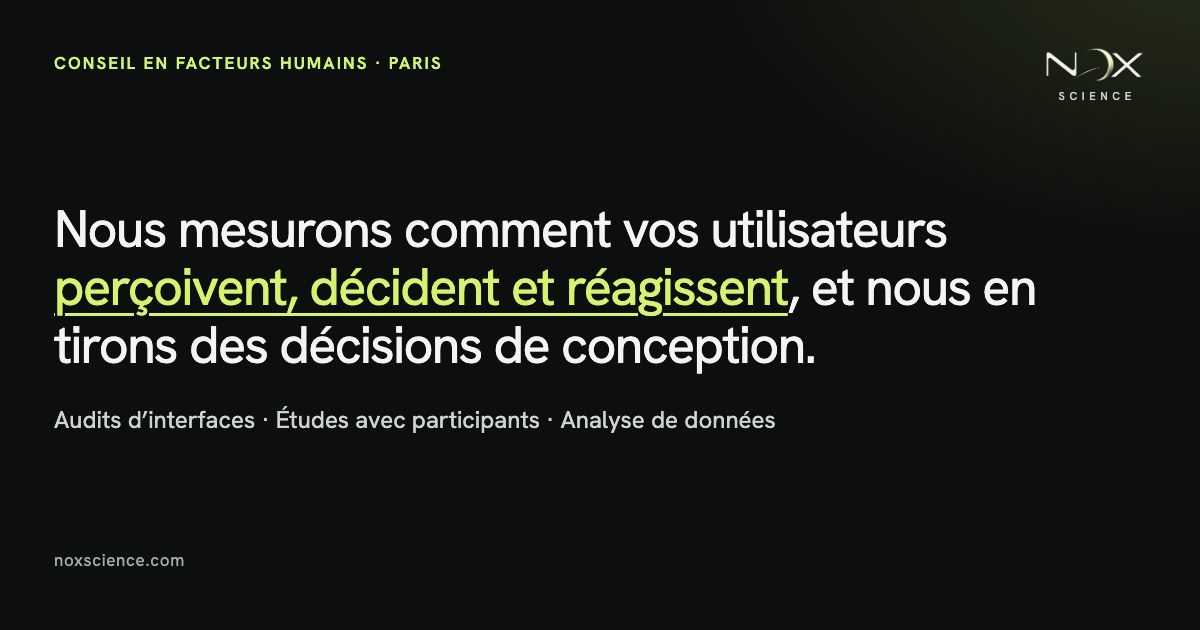 CONSEIL EN FACTEURS HUMAINS · PARIS
NOX
SCIENCE
Nous mesurons comment vos utilisateurs
perçoivent, décident et réagissent, et nous en
tirons des décisions de conception.
Audits d’interfaces · Études avec participants · Analyse de données
noxscience.com